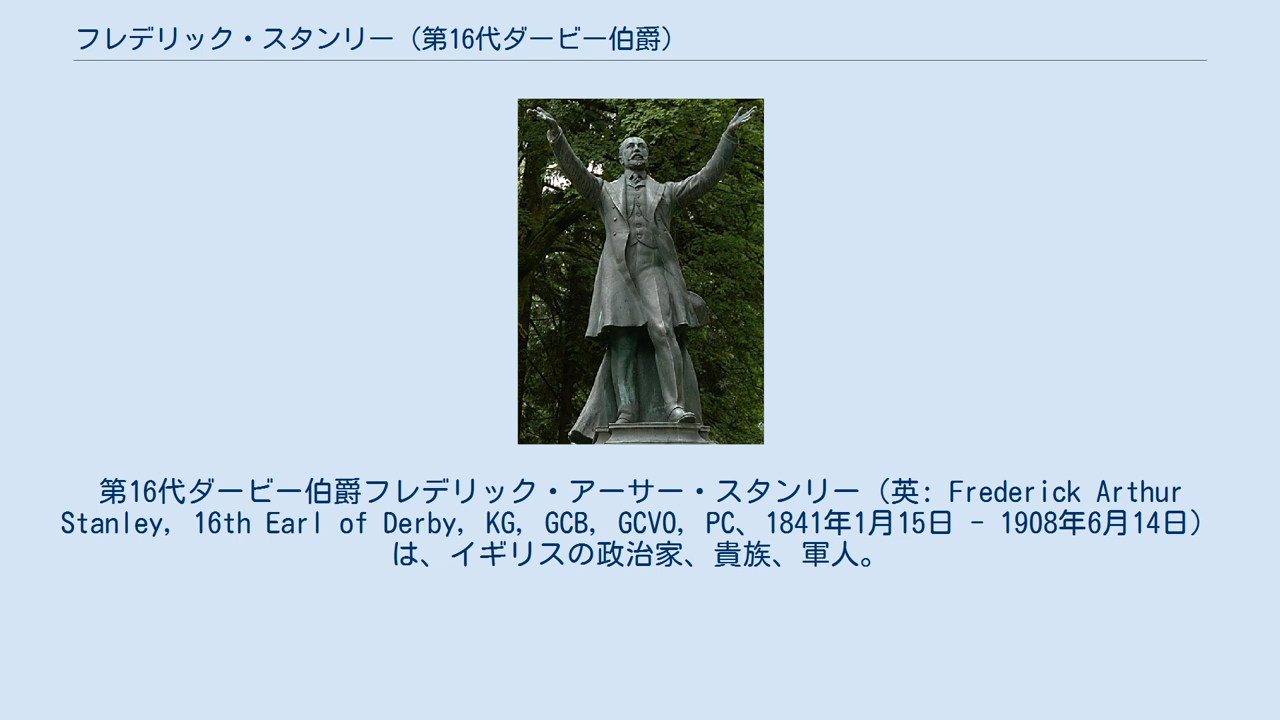 フレデリック・スタンリー（第16代ダービー伯爵）
第16代ダービー伯爵フレデリック・アーサー・スタンリー（英: Frederick Arthur
Stanley, 16th Earl of Derby, KG, GCB, GCVO, PC、1841年1月15日 - 1908年6月14日）
は、イギリスの政治家、貴族、軍人。